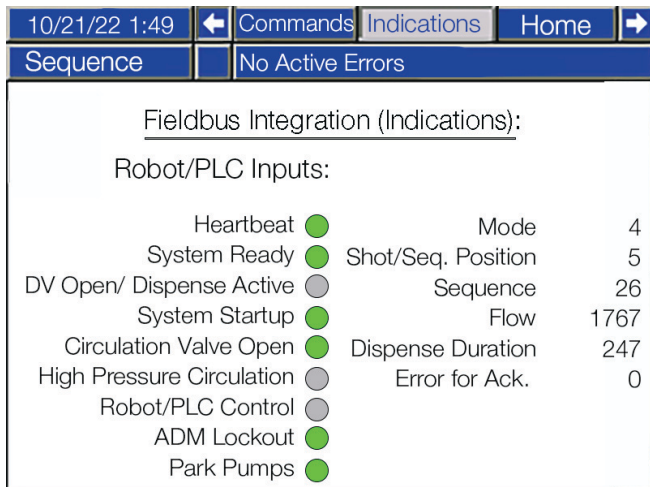 10/21/22 1:49 Commands Indications Home
Sequence No Active Errors
Fieldbus Integration (Indications):
Robot/PLC Inputs:
Heartbeat Mode 4
System Ready Shot/Seq. Position 5
DV Open/ Dispense Active Sequence 26
System Startup Flow 1767
Circulation Valve Open Dispense Duration 247
High Pressure Circulation Error for Ack. 0
Robot/PLC Control
ADM Lockout
Park Pumps